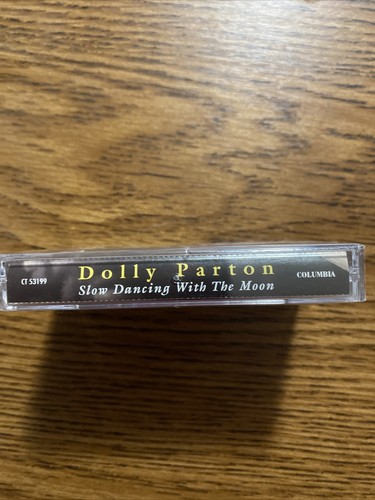 CT 53199
Dolly Parton
Slow Dancing With The Moon
COLUMBIA